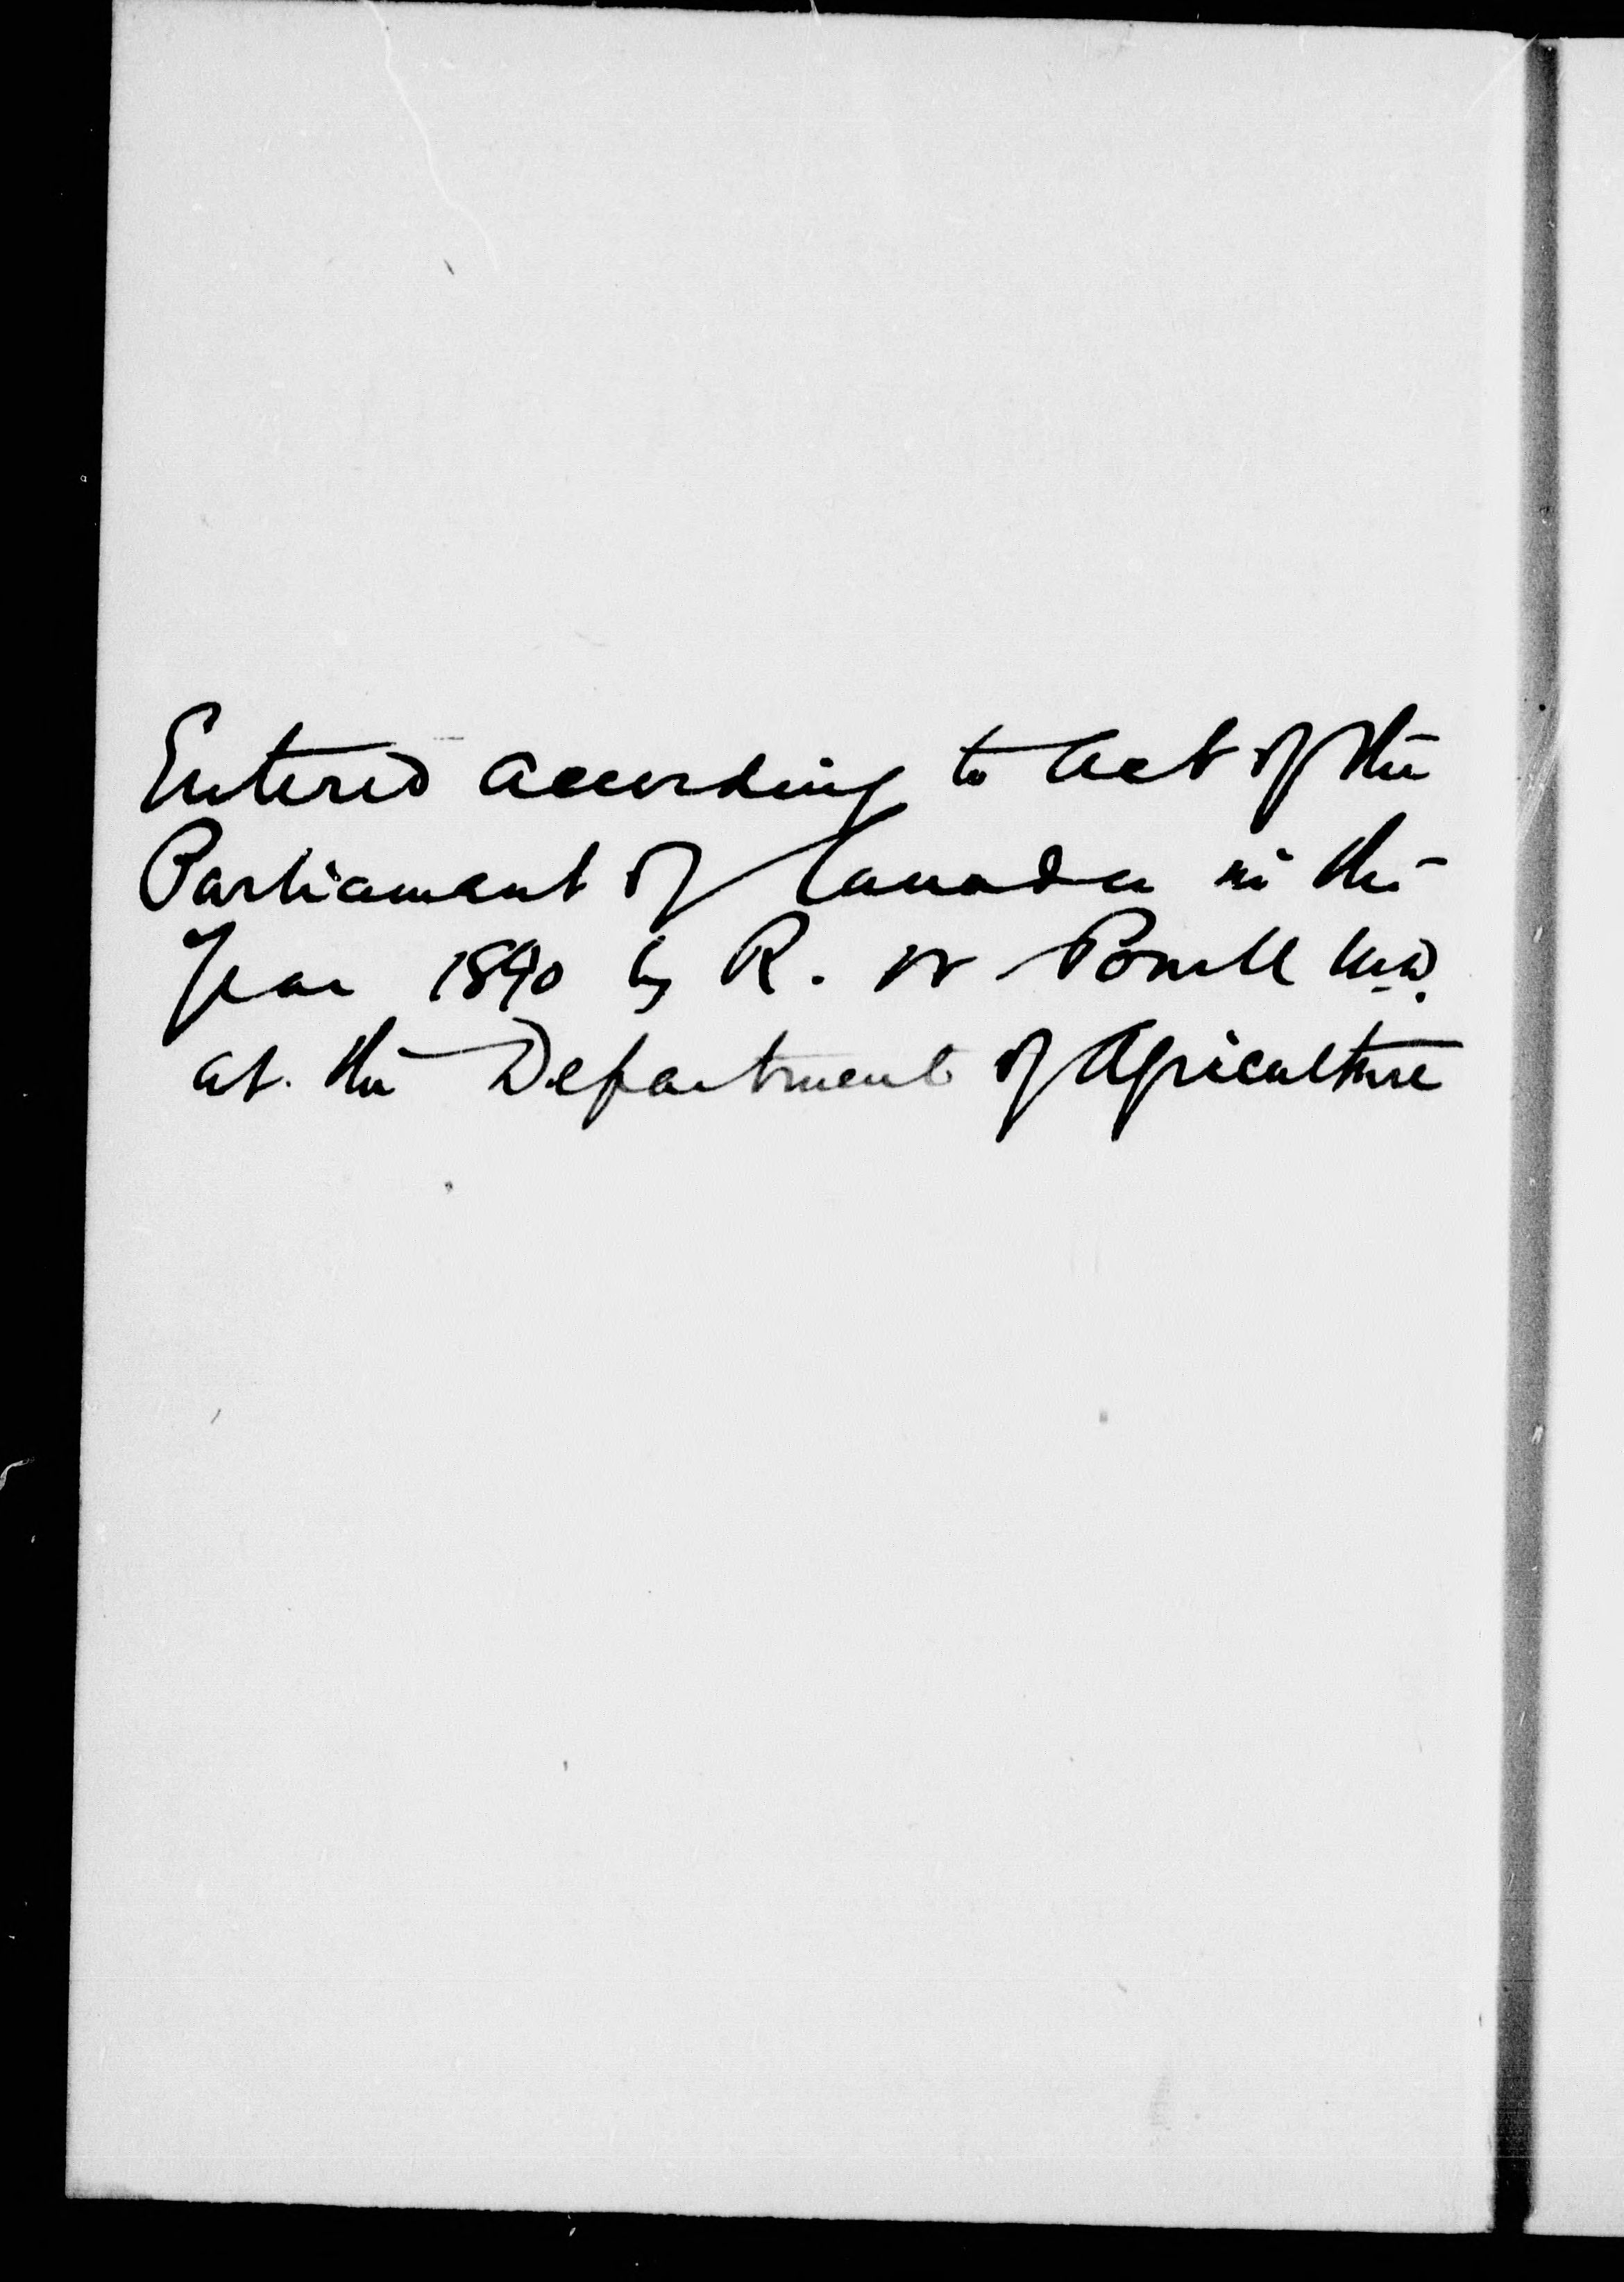 Entered according to Act of the
Parliament of Canada in the
Year 1890 by R. W Powell M.D.
at the Department of Agriculture